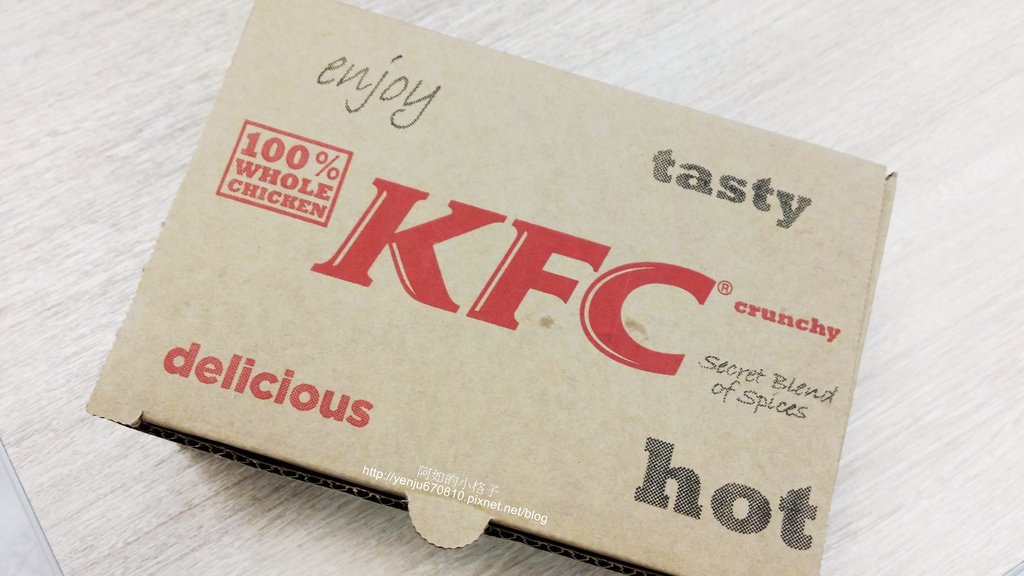 enjoy
100%
WHOLE
CHICKEN
tasty
KFC®
crunchy
Secret Blend
of Spices
delicious
hot
阿如的小格子
http://yenju670810.pixnet.net/blog